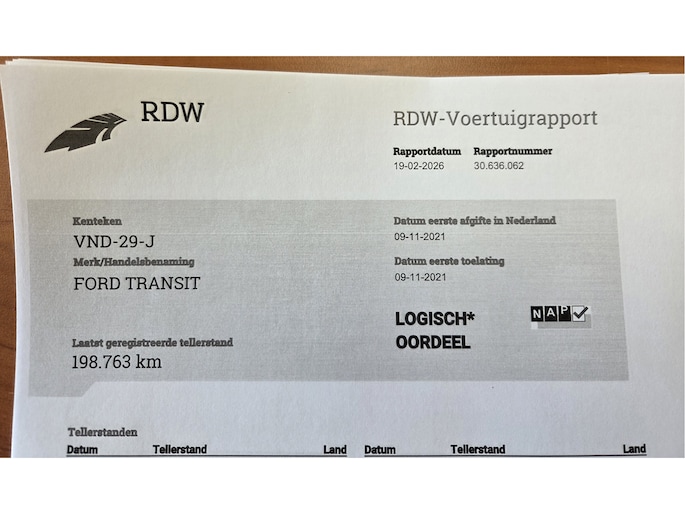 RDW
RDW-Voertuigrapport
Rapportdatum Rapportnummer
19-02-2026 30.636.062
Kenteken
VND-29-J
Merk/Handelsbenaming
FORD TRANSIT
Laatst geregistreerde tellerstand
198.763 km
Datum eerste afgifte in Nederland
09-11-2021
Datum eerste toelating
09-11-2021
LOGISCH*
OORDEEL
NAP
Tellerstanden
Datum Tellerstand Land Datum Tellerstand Land